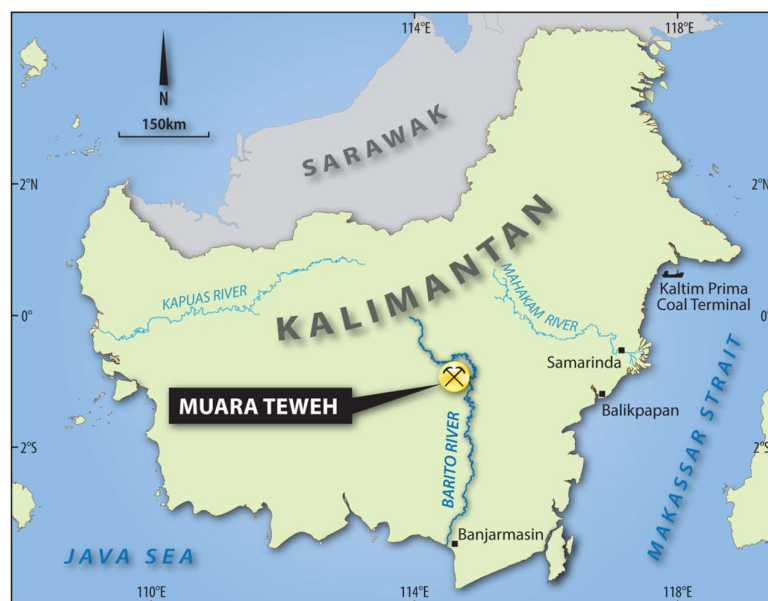 114°E
118°E
N
150km
SARAWAK
2°N
2°N
KALIMANTAN
KAPUAS RIVER
MAHAKAM RIVER
Kaltim Prima
Coal Terminal
0°
0°
Samarinda
MUARA TEWEH
Balikpapan
BARITO RIVER
MAKASSAR STRAIT
2°S
2°S
Banjarmasin
JAVA SEA
110°E
114°E
118°E